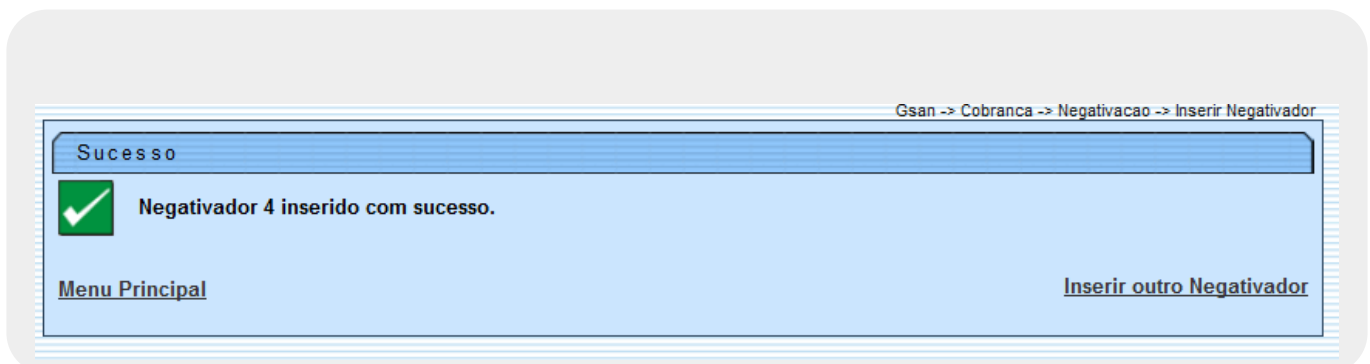 Gsan -> Cobranca -> Negativacao -> Inserir Negativador
Sucesso
Negativador 4 inserido com sucesso.
Menu Principal
Inserir outro Negativador